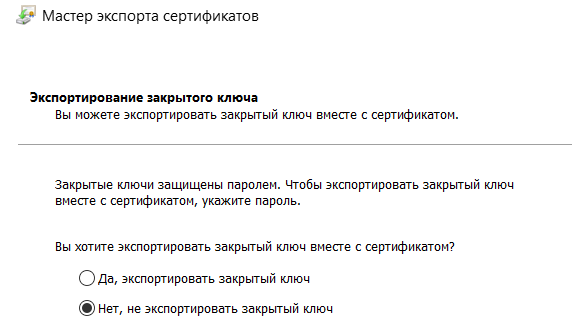 Мастер экспорта сертификатов
Экспортирование закрытого ключа
Вы можете экспортировать закрытый ключ вместе с сертификатом.
Закрытые ключи защищены паролем. Чтобы экспортировать закрытый ключ
вместе с сертификатом, укажите пароль.
Вы хотите экспортировать закрытый ключ вместе с сертификатом?
Да, экспортировать закрытый ключ
Нет, не экспортировать закрытый ключ